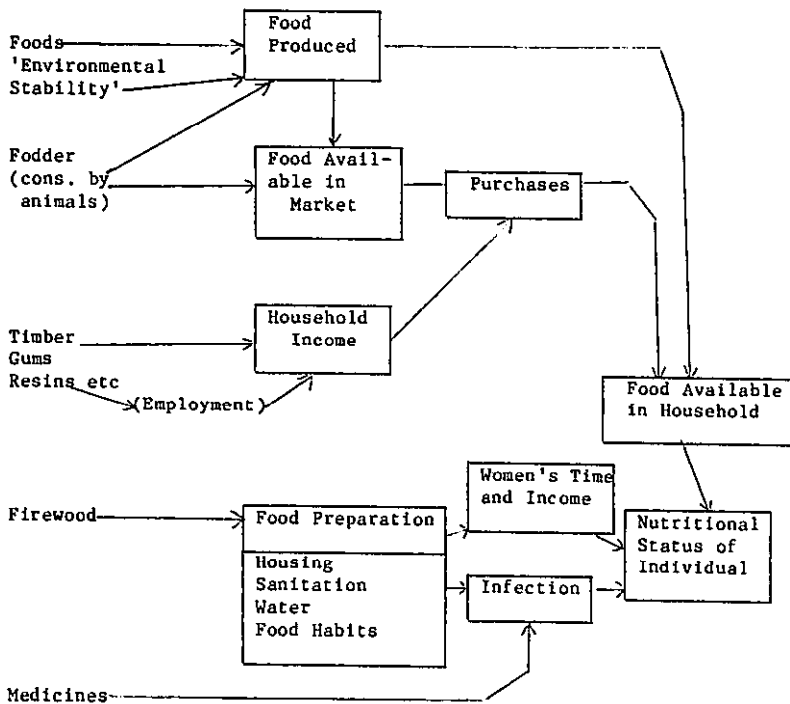 Food
Produced
Foods
'Environmental
Stability'
Fodder
(cons. by
animals)
Food Avail-
able in
Market
Purchases
Household
Income
Timber
Gums
Resins etc
(Employment)
Food Available
in Household
Women's Time
and Income
Firewood
Food Preparation
Nutritional
Status of
Individual
Housing
Sanitation
Water
Food Habits
Infection
Medicines